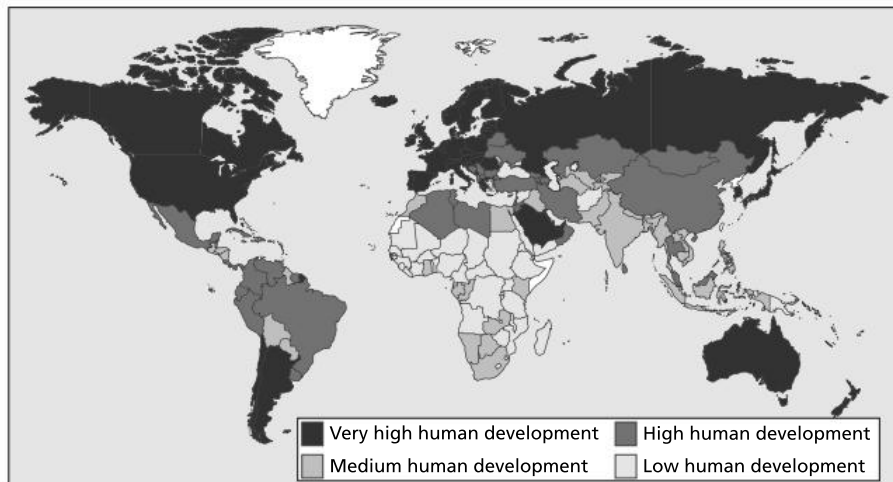 Very high human development
High human development
Medium human development
Low human development